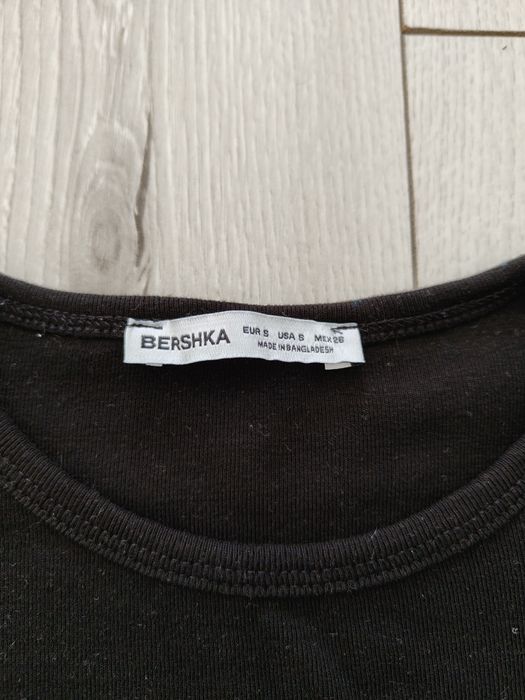 BERSHKA
EUR S USA S MEX 26
MADE IN BANGLADESH